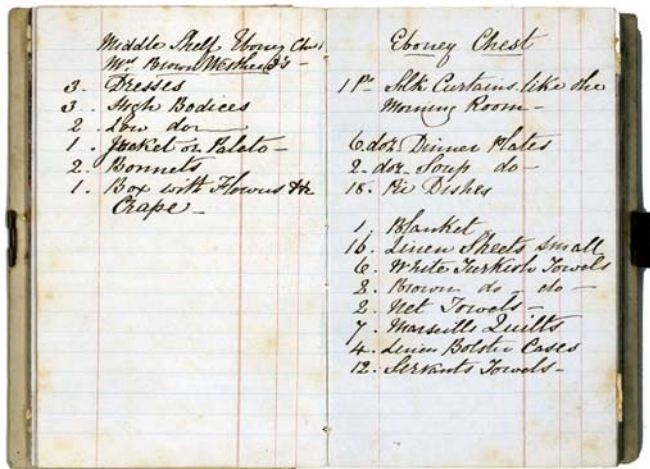 Middle Shelf Ebony Chest
Mrs Brown Westhead's –
3. Dresses
3. High Bodices
2. Low do –
1. Jacket or Paleto –
2. Bonnets
1. Box with Flowers &c
Crape –
Eboney Chest
1 Pr Silk Curtains like the
Morning Room –
6. doz Dinner Plates
2. doz. Soup do –
18. Pie Dishes
1. Blanket
16. Linen Sheets small
6. White Turkish Towels
8. Brown do – do –
2. Net Towels –
7. Marseills Quilts
4. Linen Bolster Cases
12. Servants Towels –